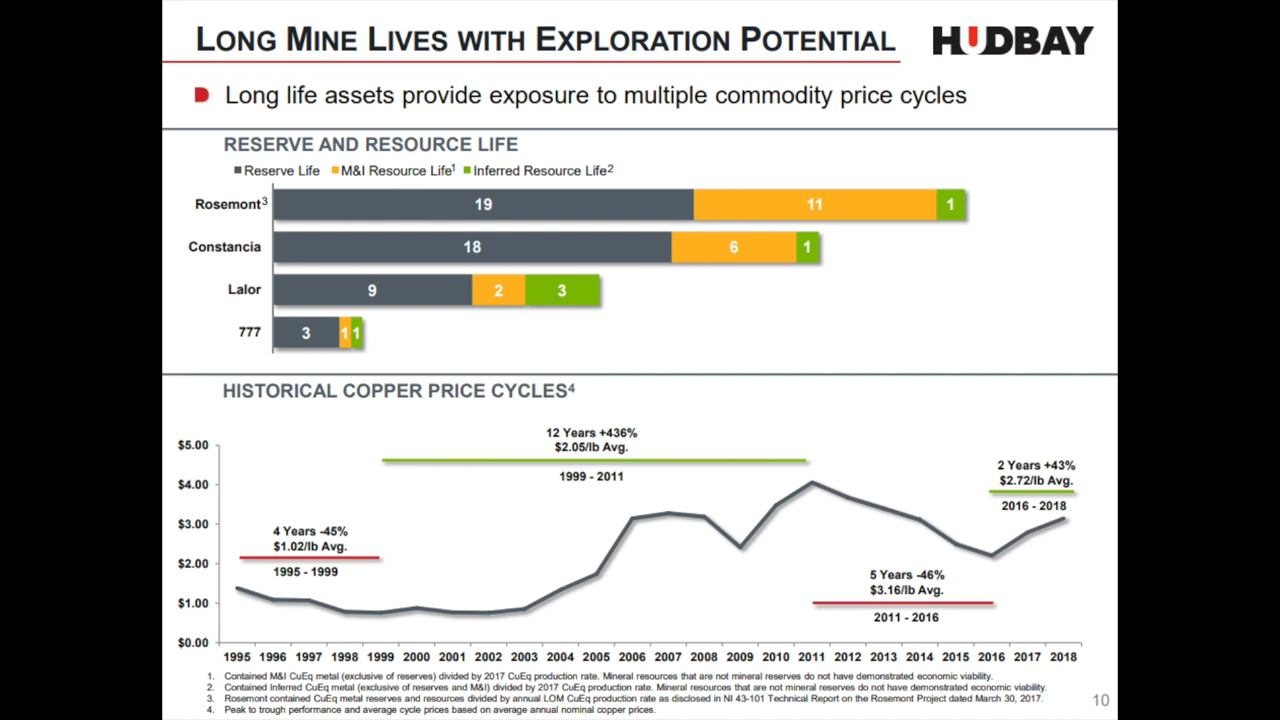 LONG MINE LIVES WITH EXPLORATION POTENTIAL
HUDBAY
Long life assets provide exposure to multiple commodity price cycles
RESERVE AND RESOURCE LIFE
Reserve Life M&I Resource Life1 Inferred Resource Life2
Rosemont3 19 11 1
Constancia 18 6 1
Lalor 9 2 3
777 3 1 1
HISTORICAL COPPER PRICE CYCLES4
$5.00
$4.00
$3.00
$2.00
$1.00
$0.00
12 Years +436%
$2.05/lb Avg.
1999 - 2011
2 Years +43%
$2.72/lb Avg.
2016 - 2018
4 Years -45%
$1.02/lb Avg.
1995 - 1999
5 Years -46%
$3.16/lb Avg.
2011 - 2016
1995 1996 1997 1998 1999 2000 2001 2002 2003 2004 2005 2006 2007 2008 2009 2010 2011 2012 2013 2014 2015 2016 2017 2018
1. Contained M&I CuEq metal (exclusive of reserves) divided by 2017 CuEq production rate. Mineral resources that are not mineral reserves do not have demonstrated economic viability.
2. Contained Inferred CuEq metal (exclusive of reserves and M&I) divided by 2017 CuEq production rate. Mineral resources that are not mineral reserves do not have demonstrated economic viability.
3. Rosemont contained CuEq metal reserves and resources divided by annual LOM CuEq production rate as disclosed in NI 43-101 Technical Report on the Rosemont Project dated March 30, 2017.
4. Peak to trough performance and average cycle prices based on average annual nominal copper prices.
10